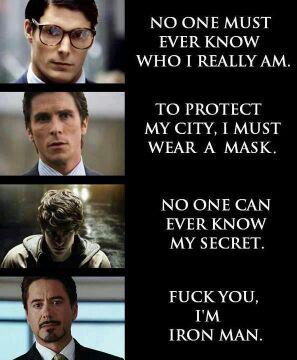 NO ONE MUST
EVER KNOW
WHO I REALLY AM.
TO PROTECT
MY CITY, I MUST
WEAR A MASK.
NO ONE CAN
EVER KNOW
MY SECRET.
FUCK YOU,
I'M
IRON MAN.